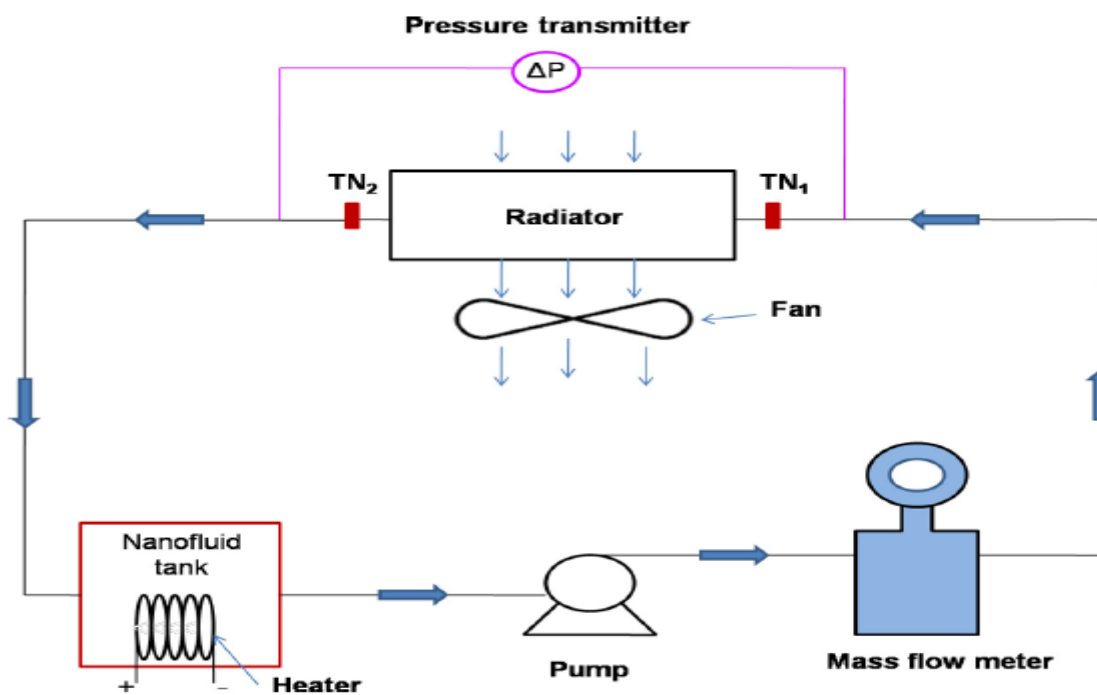 Pressure transmitter
ΔP
TN₂
TN₁
Radiator
Fan
Nanofluid
tank
+
-
Heater
Pump
Mass flow meter